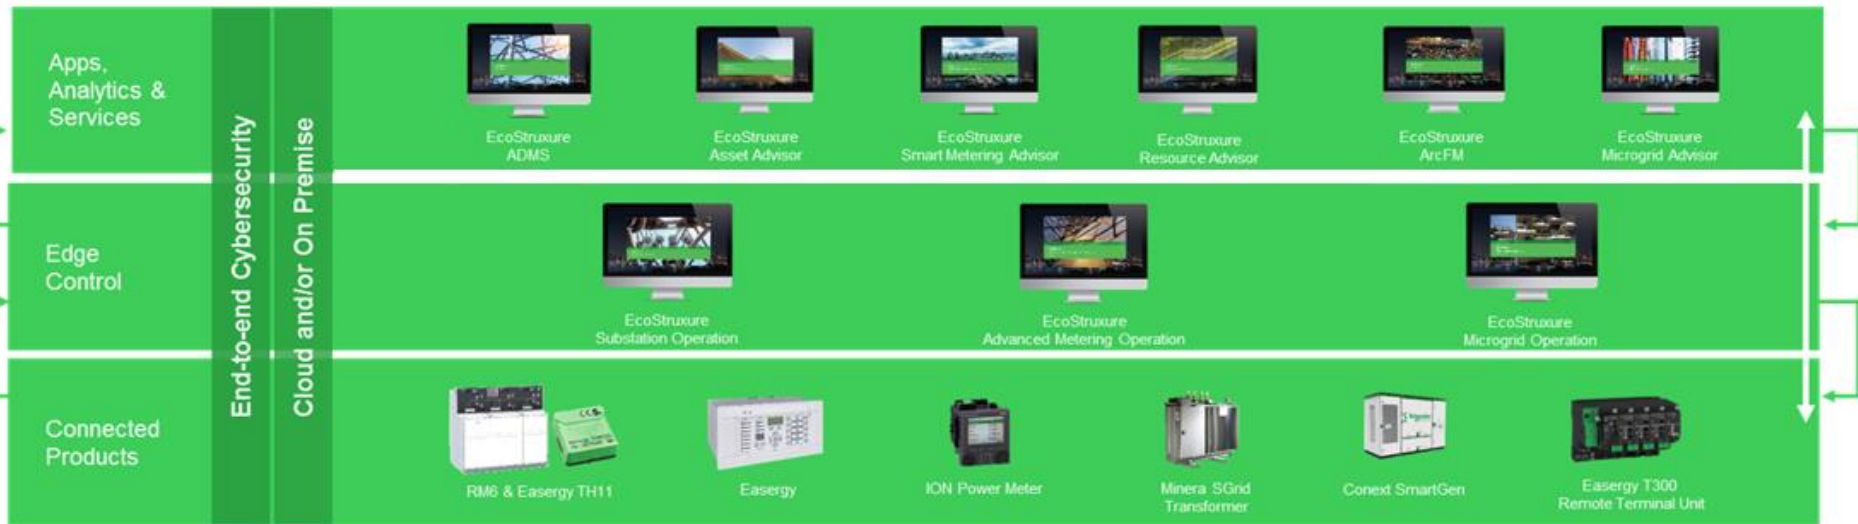 Apps,
Analytics &
Services
End-to-end Cybersecurity
Cloud and/or On Premise
EcoStruxure
ADMS
EcoStruxure
Asset Advisor
EcoStruxure
Smart Metering Advisor
EcoStruxure
Resource Advisor
EcoStruxure
ArcFM
EcoStruxure
Microgrid Advisor
Edge
Control
EcoStruxure
Substation Operation
EcoStruxure
Advanced Metering Operation
EcoStruxure
Microgrid Operation
Connected
Products
RM6 & Easergy TH11
Easergy
ION Power Meter
Minera SGrid
Transformer
Conext SmartGen
Easergy T300
Remote Terminal Unit